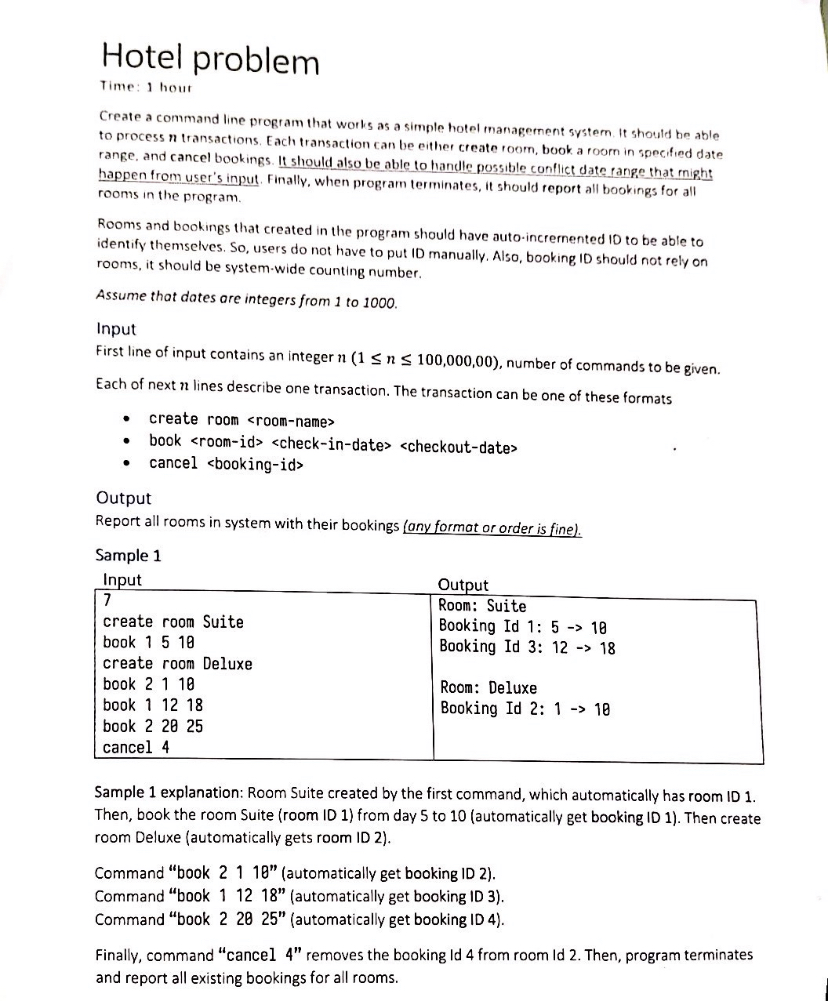 Hotel problem
Time: 1 hour
Create a command line program that works as a simple hotel management system. It should be able
to process n transactions. Each transaction can be either create room, book a room in specified date
range, and cancel bookings. It should also be able to handle possible conflict date range that might
happen from user's input. Finally, when program terminates, it should report all bookings for all
rooms in the program.
Rooms and bookings that created in the program should have auto-incremented ID to be able to
identify themselves. So, users do not have to put ID manually. Also, booking ID should not rely on
rooms, it should be system-wide counting number.
Assume that dates are integers from 1 to 1000.
Input
First line of input contains an integer n (1 ≤ n ≤ 100,000,00), number of commands to be given.
Each of next n lines describe one transaction. The transaction can be one of these formats
• create room <room-name>
• book <room-id> <check-in-date> <checkout-date>
• cancel <booking-id>
Output
Report all rooms in system with their bookings (any format or order is fine).
Sample 1
Input
7
create room Suite
book 1 5 10
create room Deluxe
book 2 1 10
book 1 12 18
book 2 20 25
cancel 4
Output
Room: Suite
Booking Id 1: 5 -> 10
Booking Id 3: 12 -> 18
Room: Deluxe
Booking Id 2: 1 -> 10
Sample 1 explanation: Room Suite created by the first command, which automatically has room ID 1.
Then, book the room Suite (room ID 1) from day 5 to 10 (automatically get booking ID 1). Then create
room Deluxe (automatically gets room ID 2).
Command “book 2 1 10” (automatically get booking ID 2).
Command “book 1 12 18” (automatically get booking ID 3).
Command “book 2 20 25” (automatically get booking ID 4).
Finally, command “cancel 4” removes the booking Id 4 from room Id 2. Then, program terminates
and report all existing bookings for all rooms.